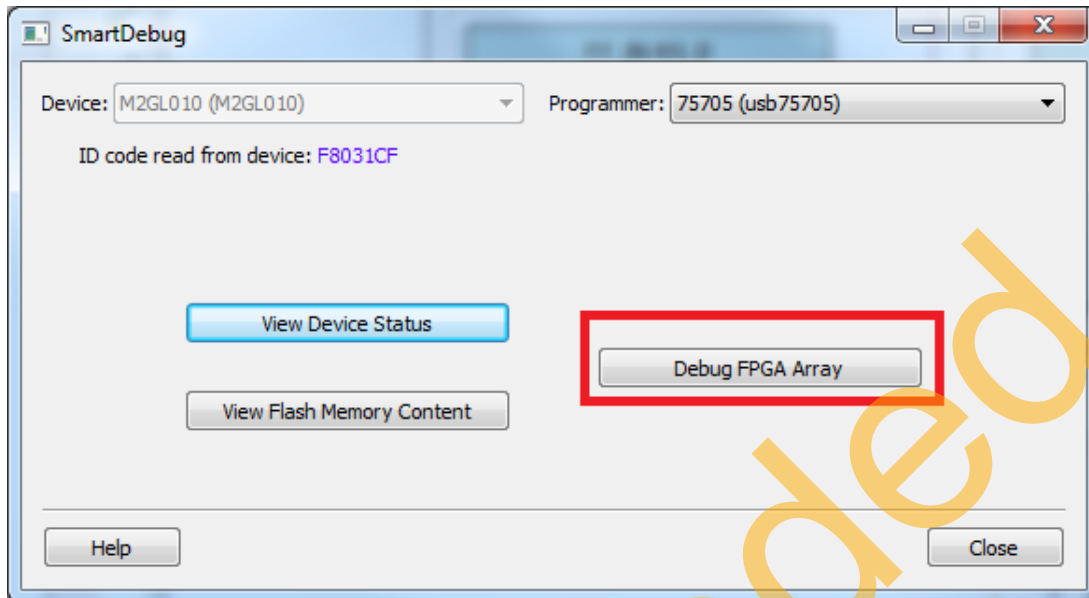 SmartDebug
Device: M2GL010 (M2GL010) Programmer: 75705 (usb75705)
ID code read from device: F8031CF
View Device Status
Debug FPGA Array
View Flash Memory Content
Help Close
ded